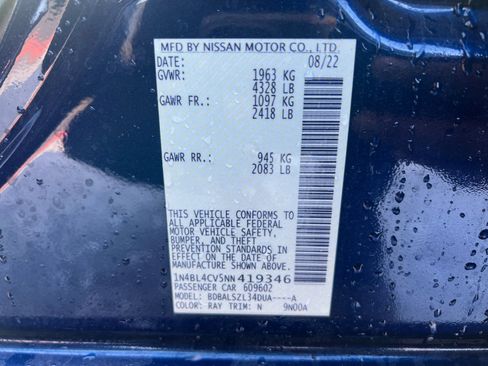 MFD BY NISSAN MOTOR CO., LTD.
DATE: 08/22
GVWR: 1963 KG
4328 LB
GAWR FR.: 1097 KG
2418 LB
GAWR RR.: 945 KG
2083 LB
THIS VEHICLE CONFORMS TO
ALL APPLICABLE FEDERAL
MOTOR VEHICLE SAFETY,
BUMPER, AND THEFT
PREVENTION STANDARDS IN
EFFECT ON THE DATE OF
MANUFACTURE SHOWN ABOVE.
1N4BL4CV5NN419346
PASSENGER CAR 609602
MODEL: BDBALSZL34DUA----A
COLOR: RAY TRIM: N 9N00A